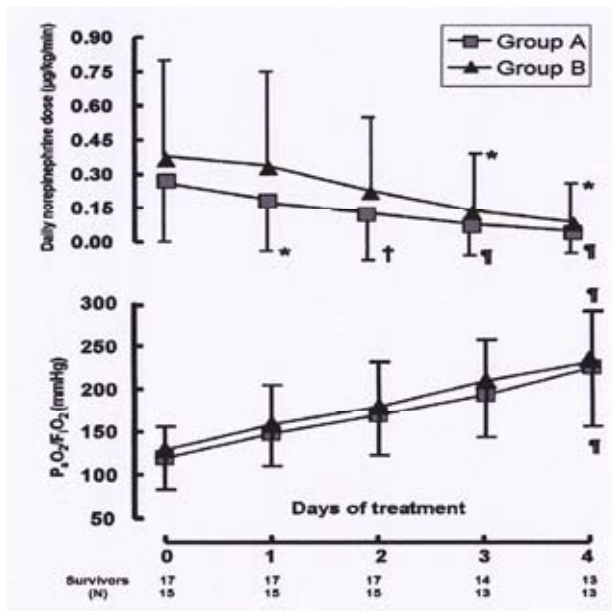 Group A
Group B
Daily norepinephrine dose (µg/kg/min)
0.90
0.75
0.60
0.45
0.30
0.15
0.00
*
*
*
†
¶
¶
PaO2/FiO2 (mmHg)
300
250
200
150
100
50
¶
¶
Days of treatment
0 1 2 3 4
Survivers 17 17 17 14 13
(N) 15 15 15 13 13